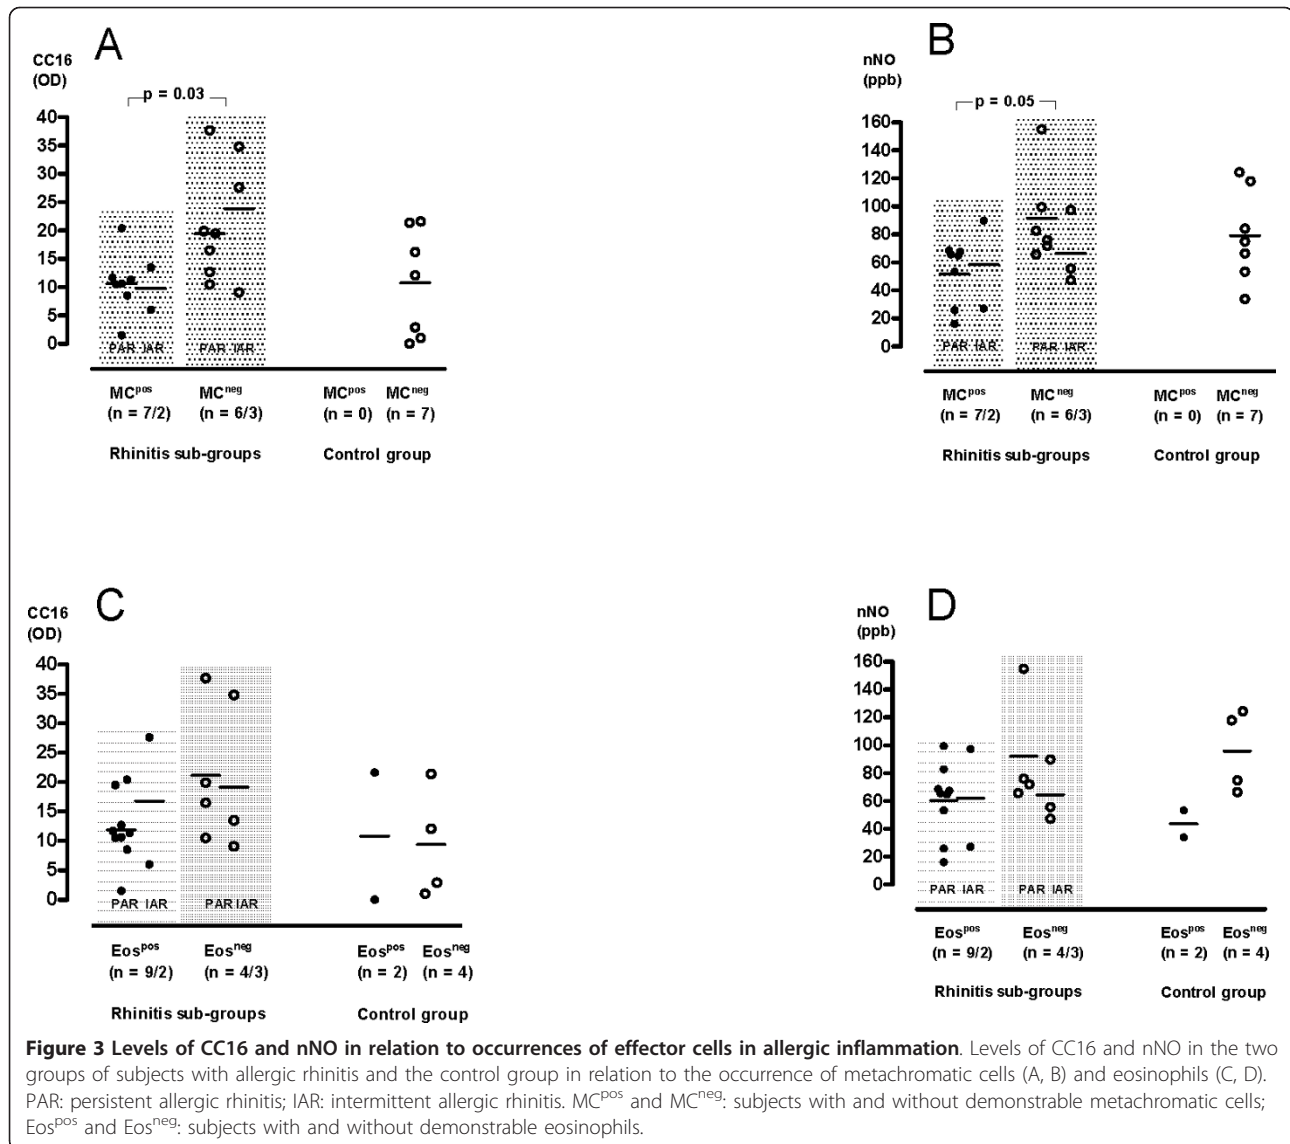 A
CC16
(OD)
p = 0.03
40
35
30
25
20
15
10
5
0
PAR IAR
PAR IAR
MCpos MCneg MCpos MCneg
(n = 7/2) (n = 6/3) (n = 0) (n = 7)
Rhinitis sub-groups Control group
B
nNO
(ppb)
p = 0.05
160
140
120
100
80
60
40
20
0
PAR IAR
PAR IAR
MCpos MCneg MCpos MCneg
(n = 7/2) (n = 6/3) (n = 0) (n = 7)
Rhinitis sub-groups Control group
C
CC16
(OD)
40
35
30
25
20
15
10
5
0
PAR IAR
PAR IAR
Eospos Eosneg Eospos Eosneg
(n = 9/2) (n = 4/3) (n = 2) (n = 4)
Rhinitis sub-groups Control group
D
nNO
(ppb)
160
140
120
100
80
60
40
20
0
PAR IAR
PAR IAR
Eospos Eosneg Eospos Eosneg
(n = 9/2) (n = 4/3) (n = 2) (n = 4)
Rhinitis sub-groups Control group
Figure 3 Levels of CC16 and nNO in relation to occurrences of effector cells in allergic inflammation. Levels of CC16 and nNO in the two
groups of subjects with allergic rhinitis and the control group in relation to the occurrence of metachromatic cells (A, B) and eosinophils (C, D).
PAR: persistent allergic rhinitis; IAR: intermittent allergic rhinitis. MCpos and MCneg: subjects with and without demonstrable metachromatic cells;
Eospos and Eosneg: subjects with and without demonstrable eosinophils.